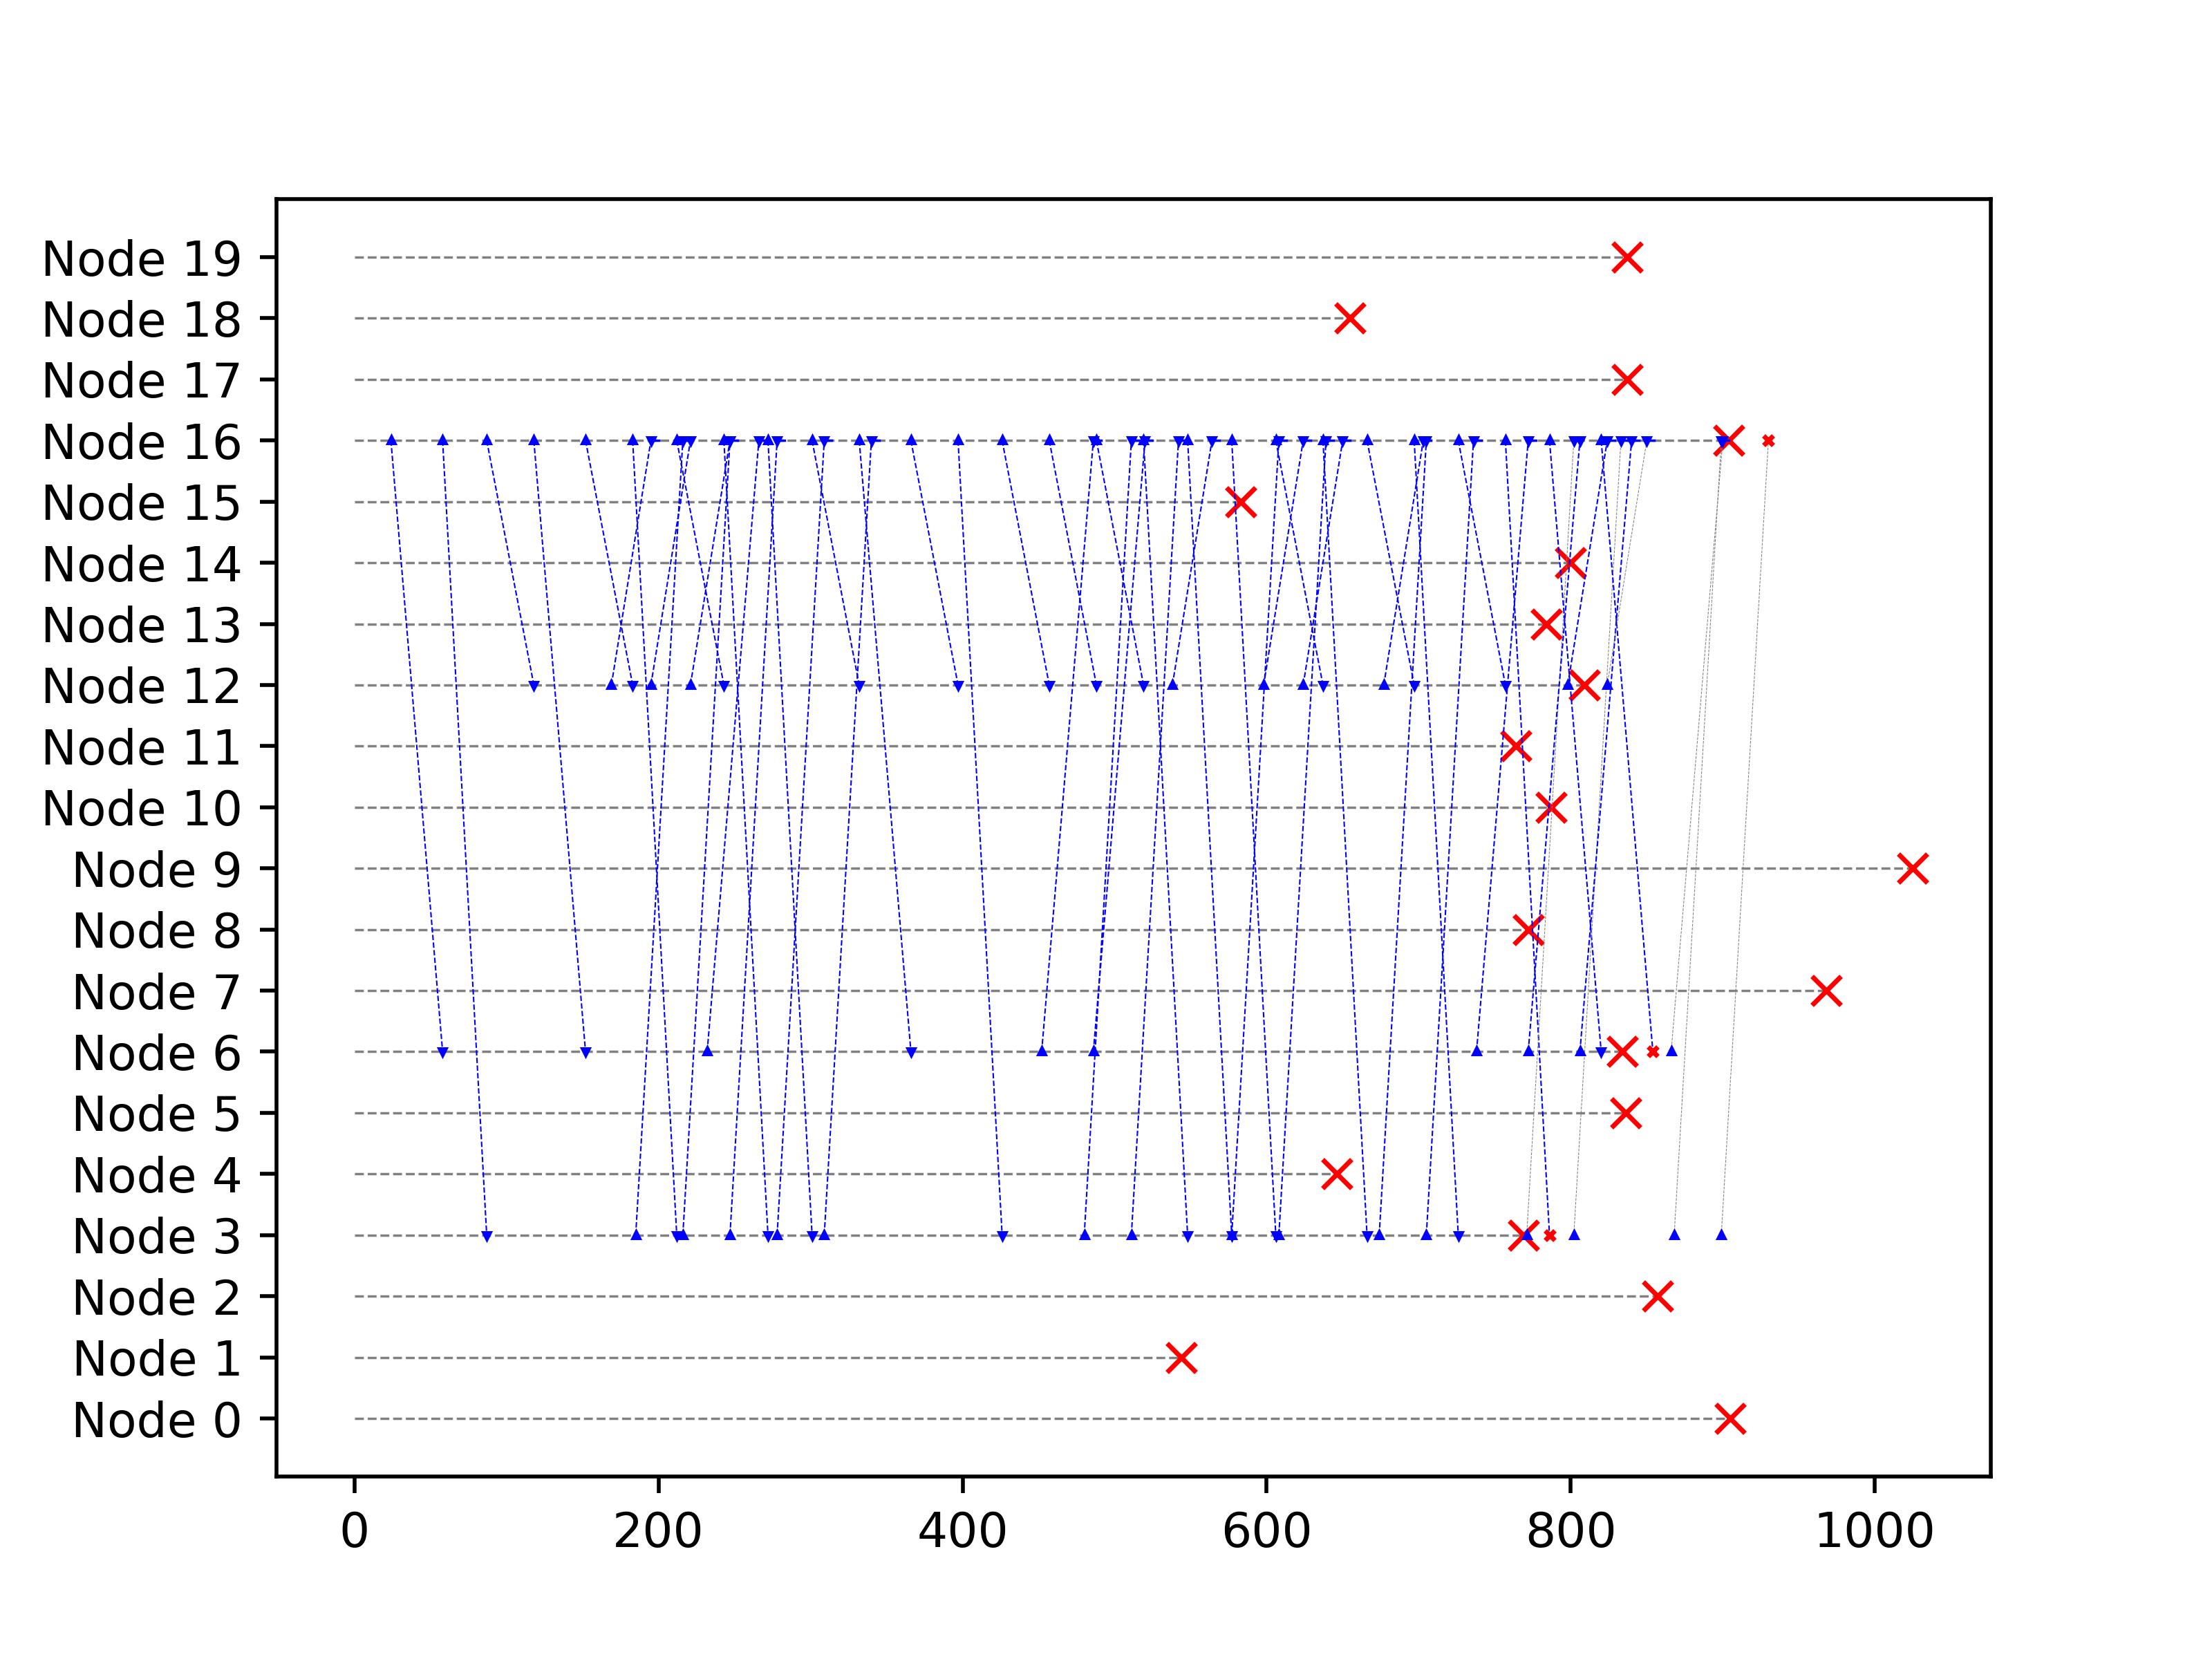 Node 19
Node 18
Node 17
Node 16
Node 15
Node 14
Node 13
Node 12
Node 11
Node 10
Node 9
Node 8
Node 7
Node 6
Node 5
Node 4
Node 3
Node 2
Node 1
Node 0
0 200 400 600 800 1000